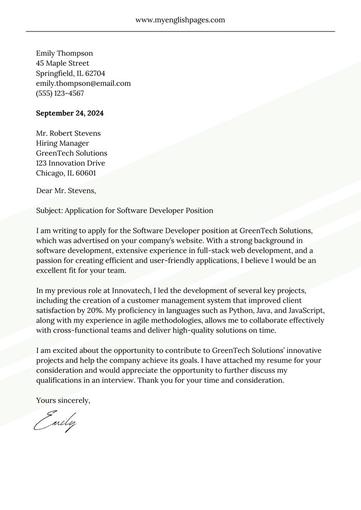 www.myenglishpages.com
Emily Thompson
45 Maple Street
Springfield, IL 62704
emily.thompson@email.com
(555) 123-4567
September 24, 2024
Mr. Robert Stevens
Hiring Manager
GreenTech Solutions
123 Innovation Drive
Chicago, IL 60601
Dear Mr. Stevens,
Subject: Application for Software Developer Position
I am writing to apply for the Software Developer position at GreenTech Solutions,
which was advertised on your company's website. With a strong background in
software development, extensive experience in full-stack web development, and a
passion for creating efficient and user-friendly applications, I believe I would be an
excellent fit for your team.
In my previous role at Innovatech, I led the development of several key projects,
including the creation of a customer management system that improved client
satisfaction by 20%. My proficiency in languages such as Python, Java, and JavaScript,
along with my experience in agile methodologies, allows me to collaborate effectively
with cross-functional teams and deliver high-quality solutions on time.
I am excited about the opportunity to contribute to GreenTech Solutions' innovative
projects and help the company achieve its goals. I have attached my resume for your
consideration and would appreciate the opportunity to further discuss my
qualifications in an interview. Thank you for your time and consideration.
Yours sincerely,
Emily